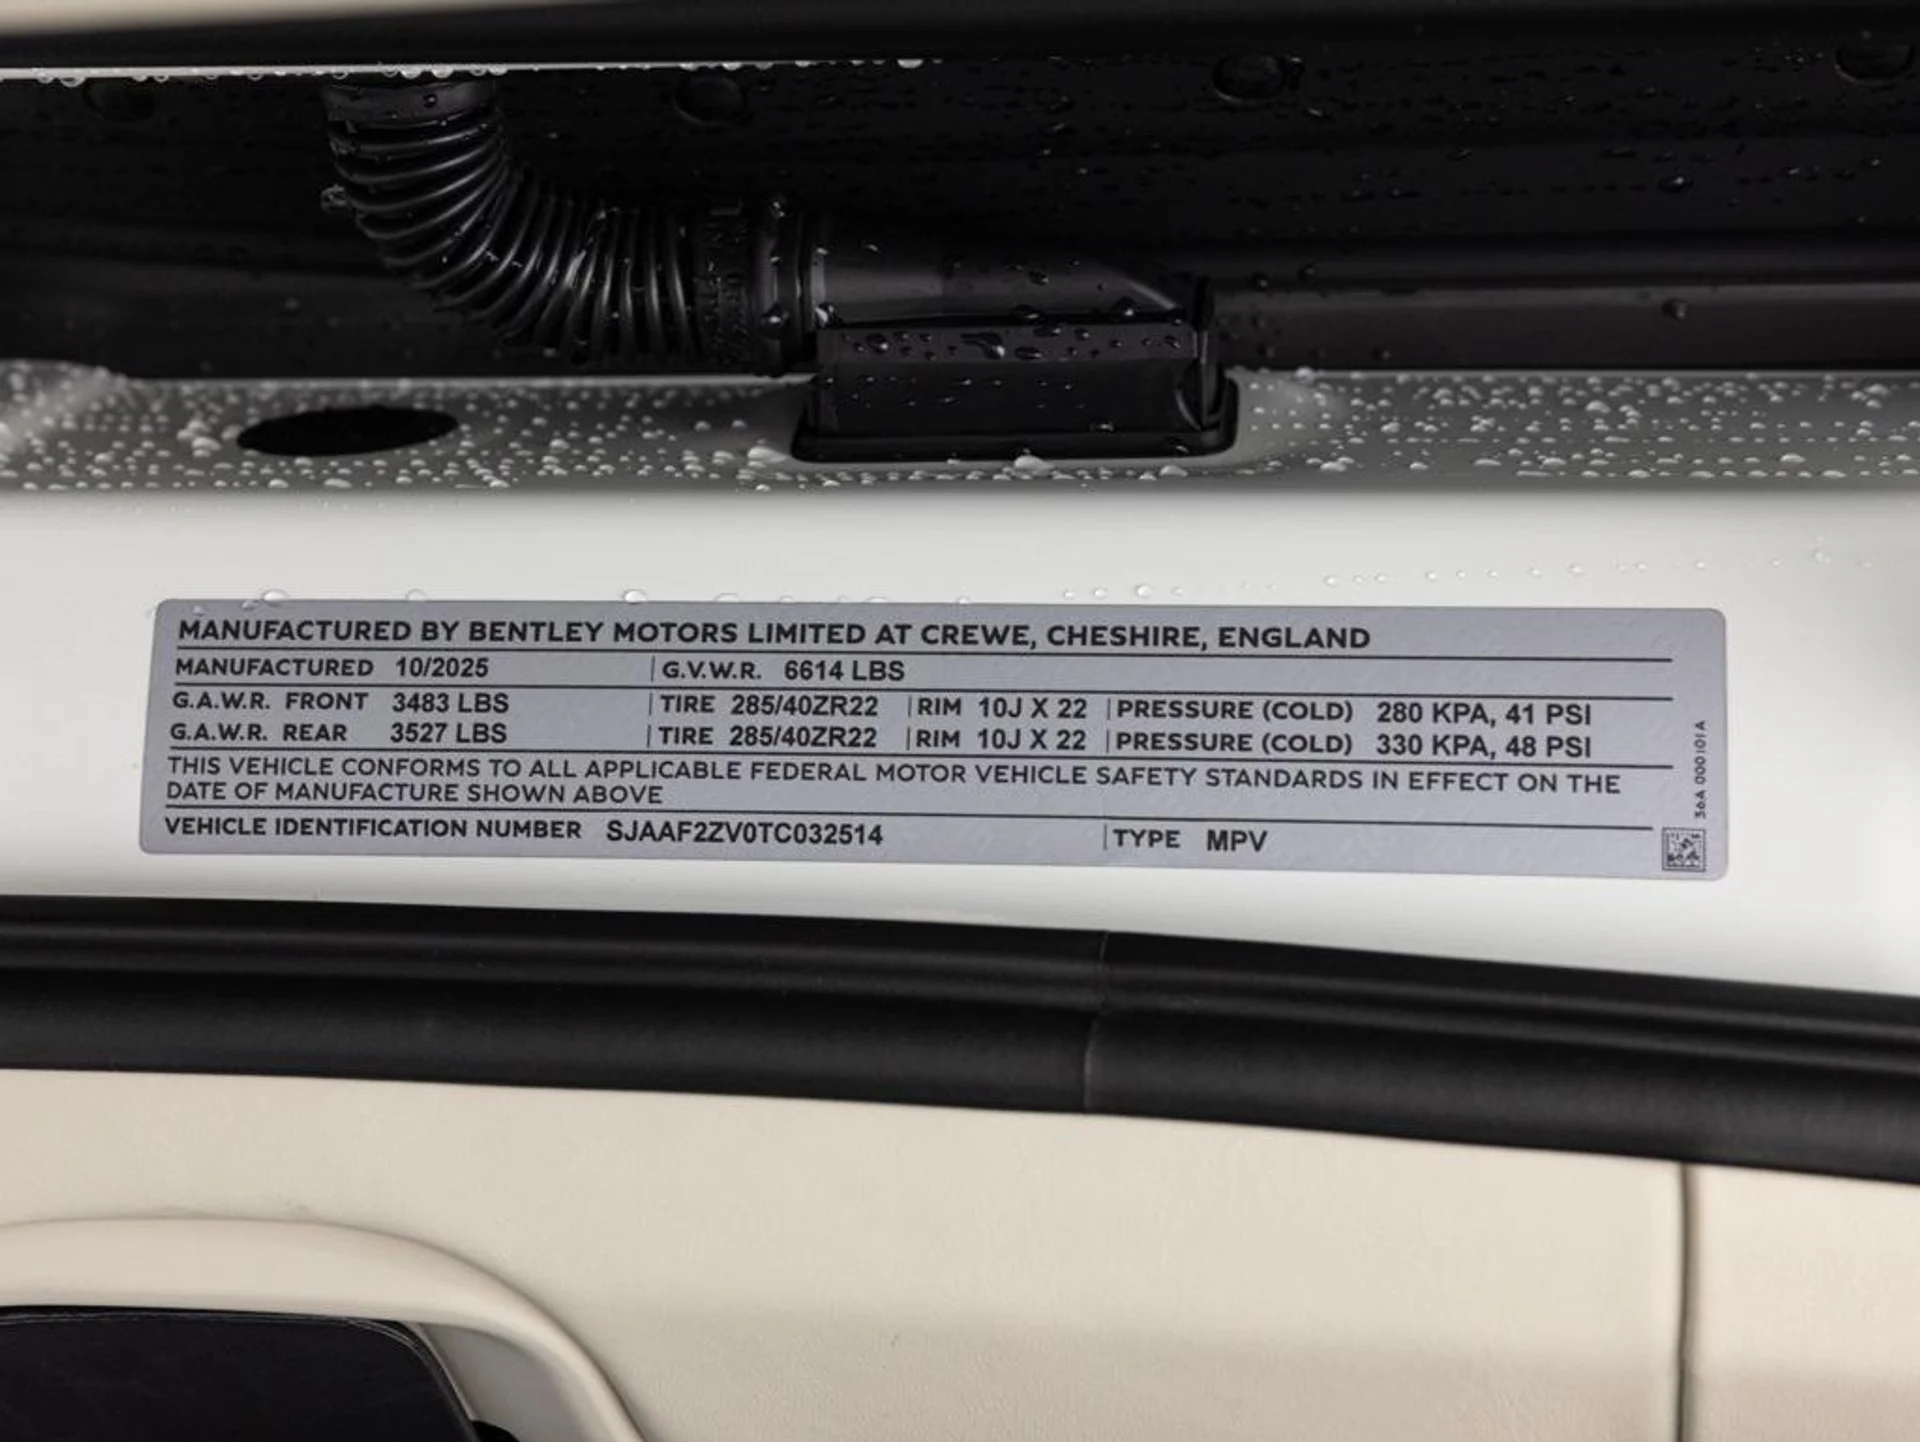 MANUFACTURED BY BENTLEY MOTORS LIMITED AT CREWE, CHESHIRE, ENGLAND
MANUFACTURED 10/2025 G.V.W.R. 6614 LBS
G.A.W.R. FRONT 3483 LBS TIRE 285/40ZR22 RIM 10J X 22 PRESSURE (COLD) 280 KPA, 41 PSI
G.A.W.R. REAR 3527 LBS TIRE 285/40ZR22 RIM 10J X 22 PRESSURE (COLD) 330 KPA, 48 PSI
THIS VEHICLE CONFORMS TO ALL APPLICABLE FEDERAL MOTOR VEHICLE SAFETY STANDARDS IN EFFECT ON THE
DATE OF MANUFACTURE SHOWN ABOVE
VEHICLE IDENTIFICATION NUMBER SJAAF2ZV0TC032514 TYPE MPV
36A 000 101 A